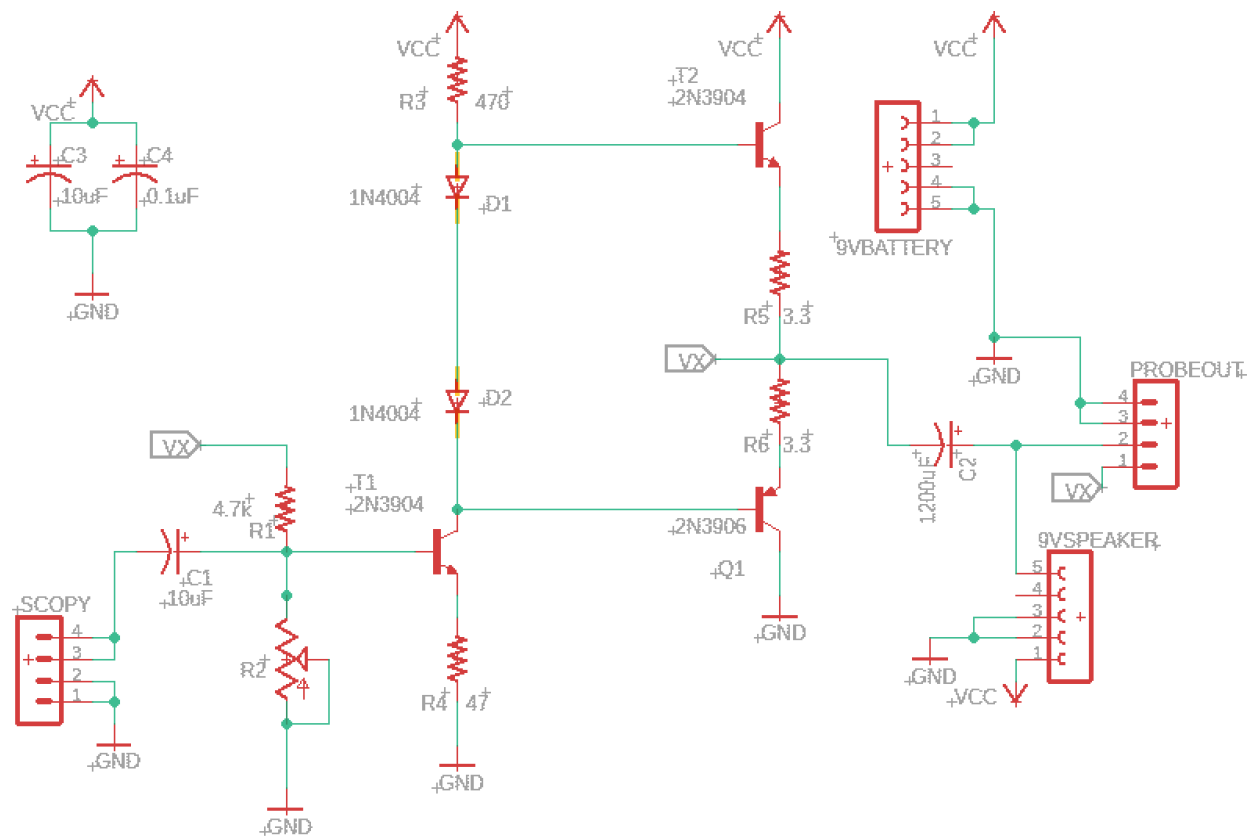 VCC
C3
10uF
C4
0.1uF
GND
VCC
R3
470
1N4004
D1
1N4004
D2
VCC
T2
2N3904
R5
3.3
VX
R6
3.3
2N3906
Q1
GND
VCC
1
2
3
4
5
9VBATTERY
GND
PROBEOUT
4
3
2
1
VX
1200uF
C2
9VSPEAKER
5
4
3
2
1
GND
VCC
VX
4.7k
R1
T1
2N3904
C1
10uF
SCOPY
4
3
2
1
GND
R2
GND
R4
47
GND